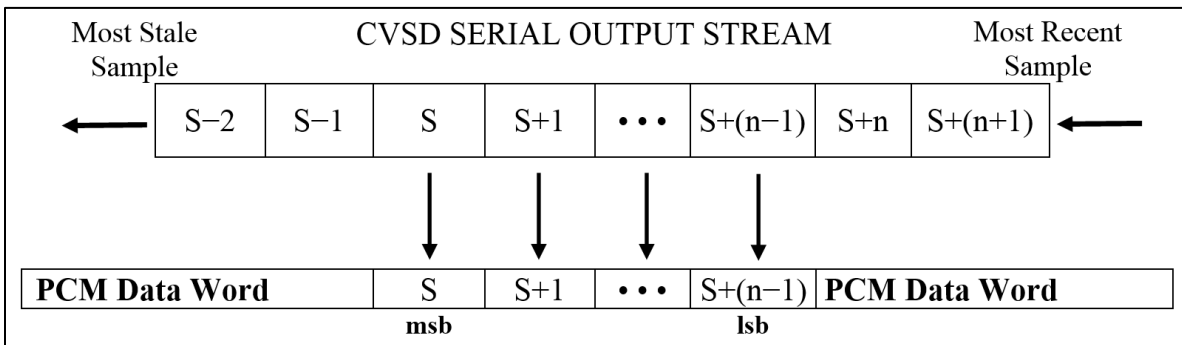 Most Stale
Sample
CVSD SERIAL OUTPUT STREAM
Most Recent
Sample
S−2 S−1 S S+1 • • • S+(n−1) S+n S+(n+1)
PCM Data Word S S+1 • • • S+(n−1) PCM Data Word
msb lsb